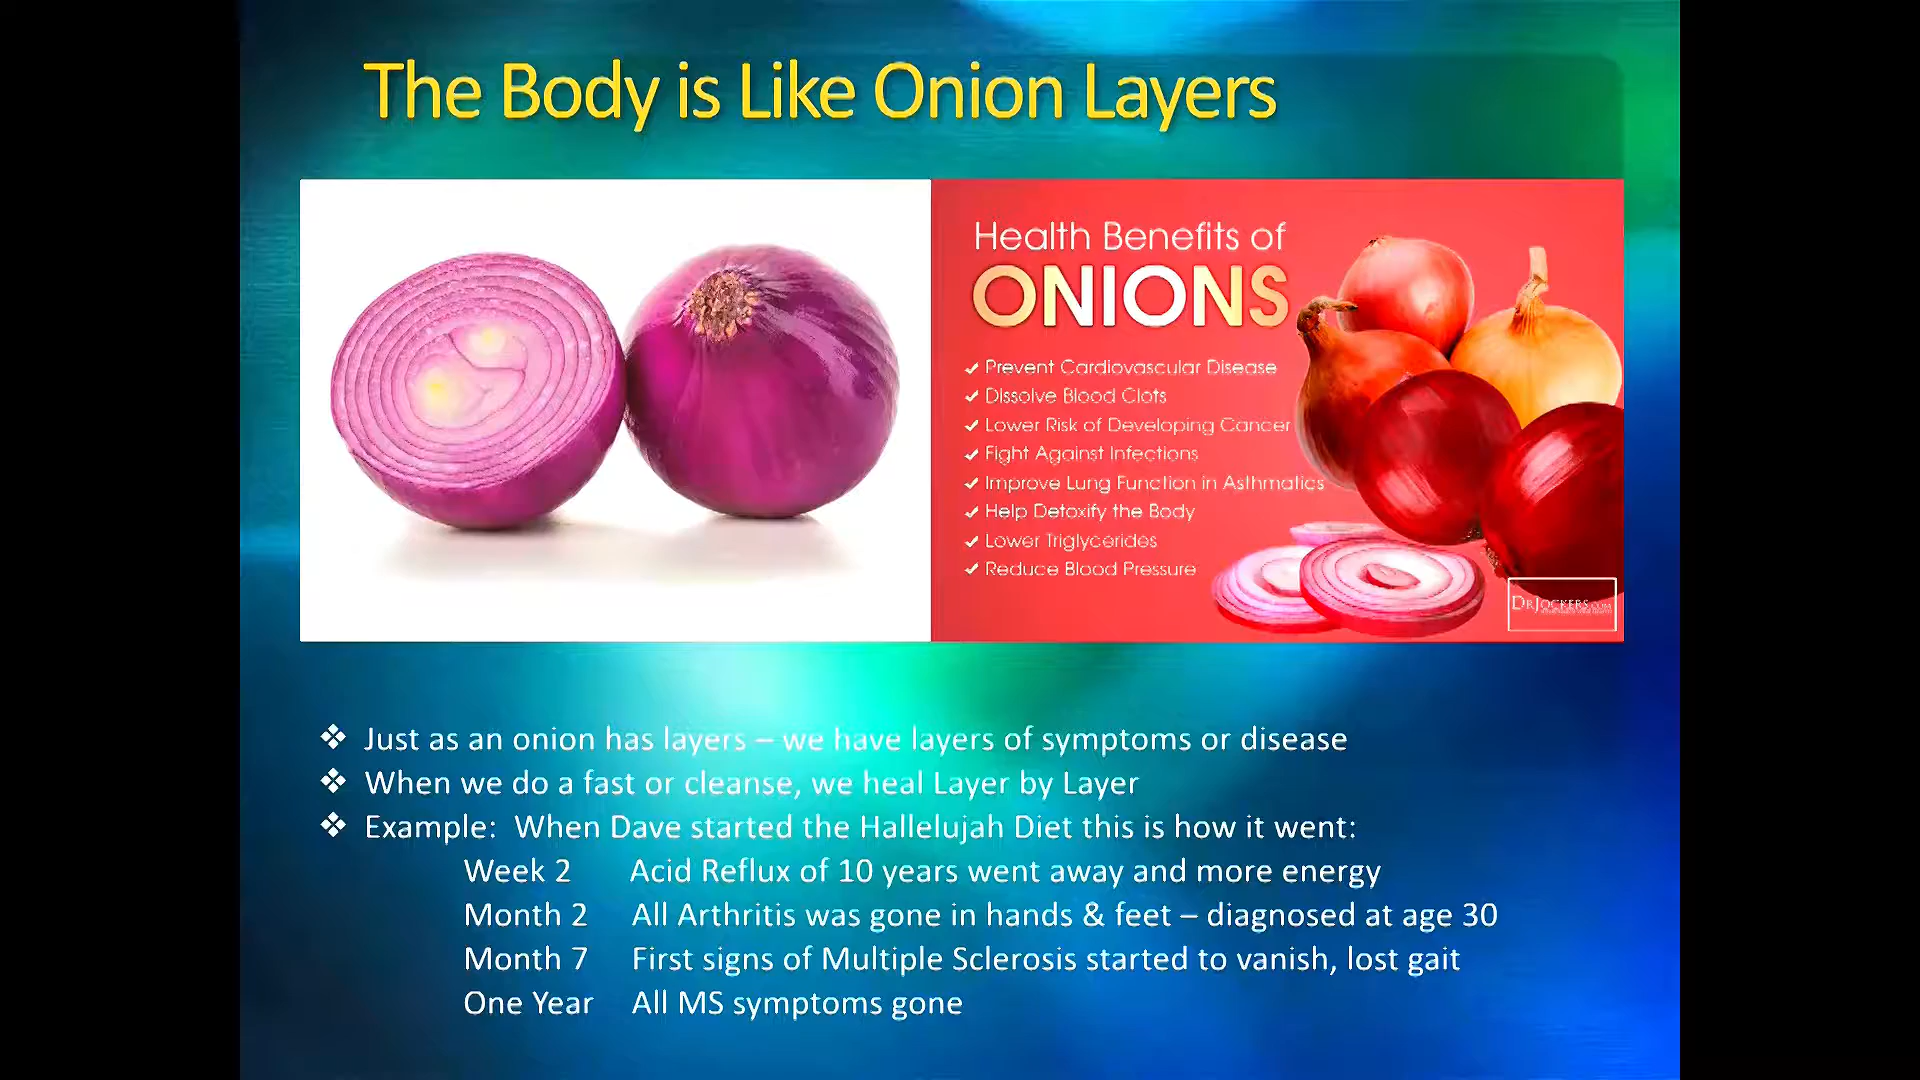 The Body is Like Onion Layers
Health Benefits of
ONIONS
✓ Prevent Cardiovascular Disease
✓ Dissolve Blood Clots
✓ Lower Risk of Developing Cancer
✓ Fight Against Infections
✓ Improve Lung Function in Asthmatics
✓ Help Detoxify the Body
✓ Lower Triglycerides
✓ Reduce Blood Pressure
DRJOCKERS.COM
❖ Just as an onion has layers – we have layers of symptoms or disease
❖ When we do a fast or cleanse, we heal Layer by Layer
❖ Example: When Dave started the Hallelujah Diet this is how it went:
Week 2 Acid Reflux of 10 years went away and more energy
Month 2 All Arthritis was gone in hands & feet – diagnosed at age 30
Month 7 First signs of Multiple Sclerosis started to vanish, lost gait
One Year All MS symptoms gone